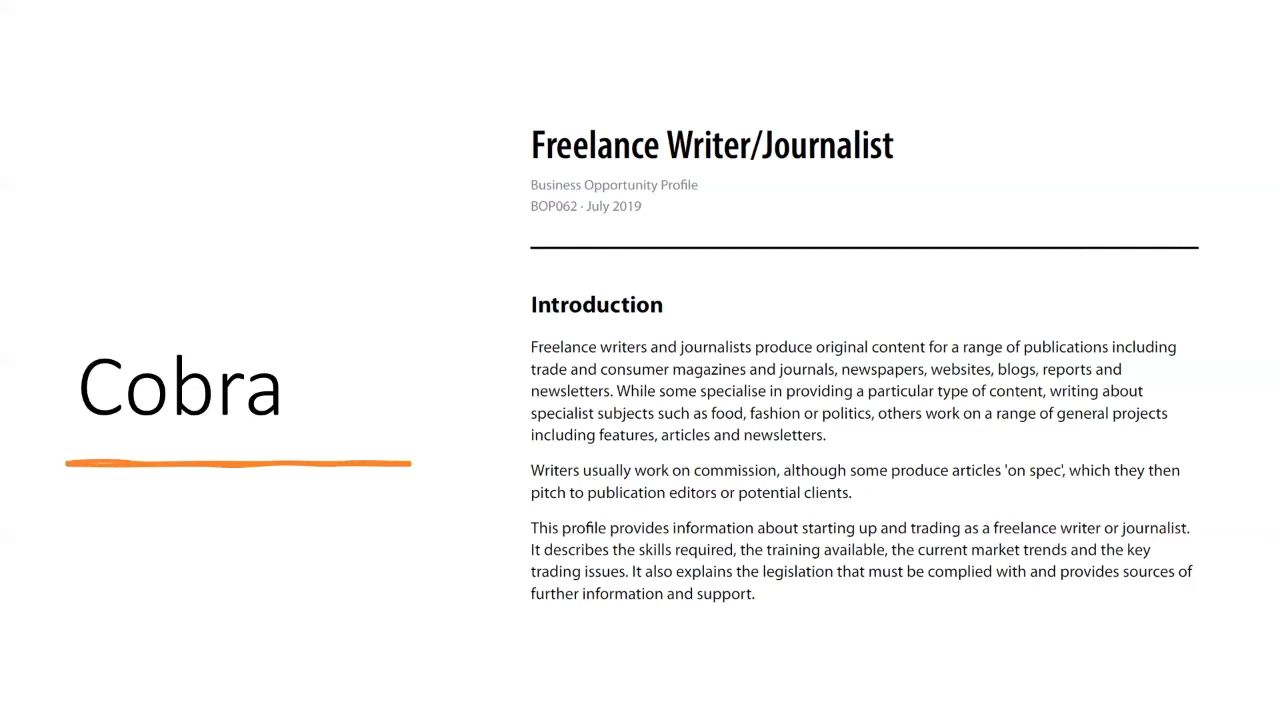 Cobra
Freelance Writer/Journalist
Business Opportunity Profile
BOP062 · July 2019
Introduction
Freelance writers and journalists produce original content for a range of publications including
trade and consumer magazines and journals, newspapers, websites, blogs, reports and
newsletters. While some specialise in providing a particular type of content, writing about
specialist subjects such as food, fashion or politics, others work on a range of general projects
including features, articles and newsletters.
Writers usually work on commission, although some produce articles 'on spec', which they then
pitch to publication editors or potential clients.
This profile provides information about starting up and trading as a freelance writer or journalist.
It describes the skills required, the training available, the current market trends and the key
trading issues. It also explains the legislation that must be complied with and provides sources of
further information and support.